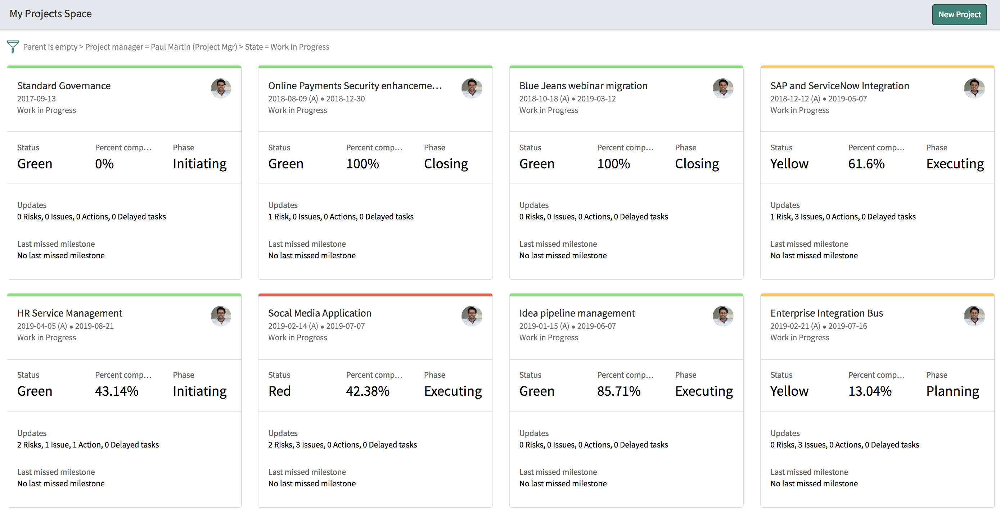 My Projects Space
New Project
Parent is empty > Project manager = Paul Martin (Project Mgr) > State = Work in Progress
Standard Governance
2017-09-13
Work in Progress
Status Percent comp... Phase
Green 0% Initiating
Updates
0 Risks, 0 Issues, 0 Actions, 0 Delayed tasks
Last missed milestone
No last missed milestone
Online Payments Security enhanceme...
2018-08-09 (A) ● 2018-12-30
Work in Progress
Status Percent comp... Phase
Green 100% Closing
Updates
1 Risk, 0 Issues, 0 Actions, 0 Delayed tasks
Last missed milestone
No last missed milestone
Blue Jeans webinar migration
2018-10-18 (A) ● 2019-03-12
Work in Progress
Status Percent comp... Phase
Green 100% Closing
Updates
0 Risks, 0 Issues, 0 Actions, 0 Delayed tasks
Last missed milestone
No last missed milestone
SAP and ServiceNow Integration
2018-12-12 (A) ● 2019-05-07
Work in Progress
Status Percent comp... Phase
Yellow 61.6% Executing
Updates
1 Risk, 3 Issues, 0 Actions, 0 Delayed tasks
Last missed milestone
No last missed milestone
HR Service Management
2019-04-05 (A) ● 2019-08-21
Work in Progress
Status Percent comp... Phase
Green 43.14% Initiating
Updates
2 Risks, 1 Issue, 1 Action, 0 Delayed tasks
Last missed milestone
No last missed milestone
Socal Media Application
2019-02-14 (A) ● 2019-07-07
Work in Progress
Status Percent comp... Phase
Red 42.38% Executing
Updates
2 Risks, 3 Issues, 0 Actions, 0 Delayed tasks
Last missed milestone
No last missed milestone
Idea pipeline management
2019-01-15 (A) ● 2019-06-07
Work in Progress
Status Percent comp... Phase
Green 85.71% Executing
Updates
0 Risks, 0 Issues, 0 Actions, 0 Delayed tasks
Last missed milestone
No last missed milestone
Enterprise Integration Bus
2019-02-21 (A) ● 2019-07-16
Work in Progress
Status Percent comp... Phase
Yellow 13.04% Planning
Updates
0 Risks, 3 Issues, 0 Actions, 0 Delayed tasks
Last missed milestone
No last missed milestone